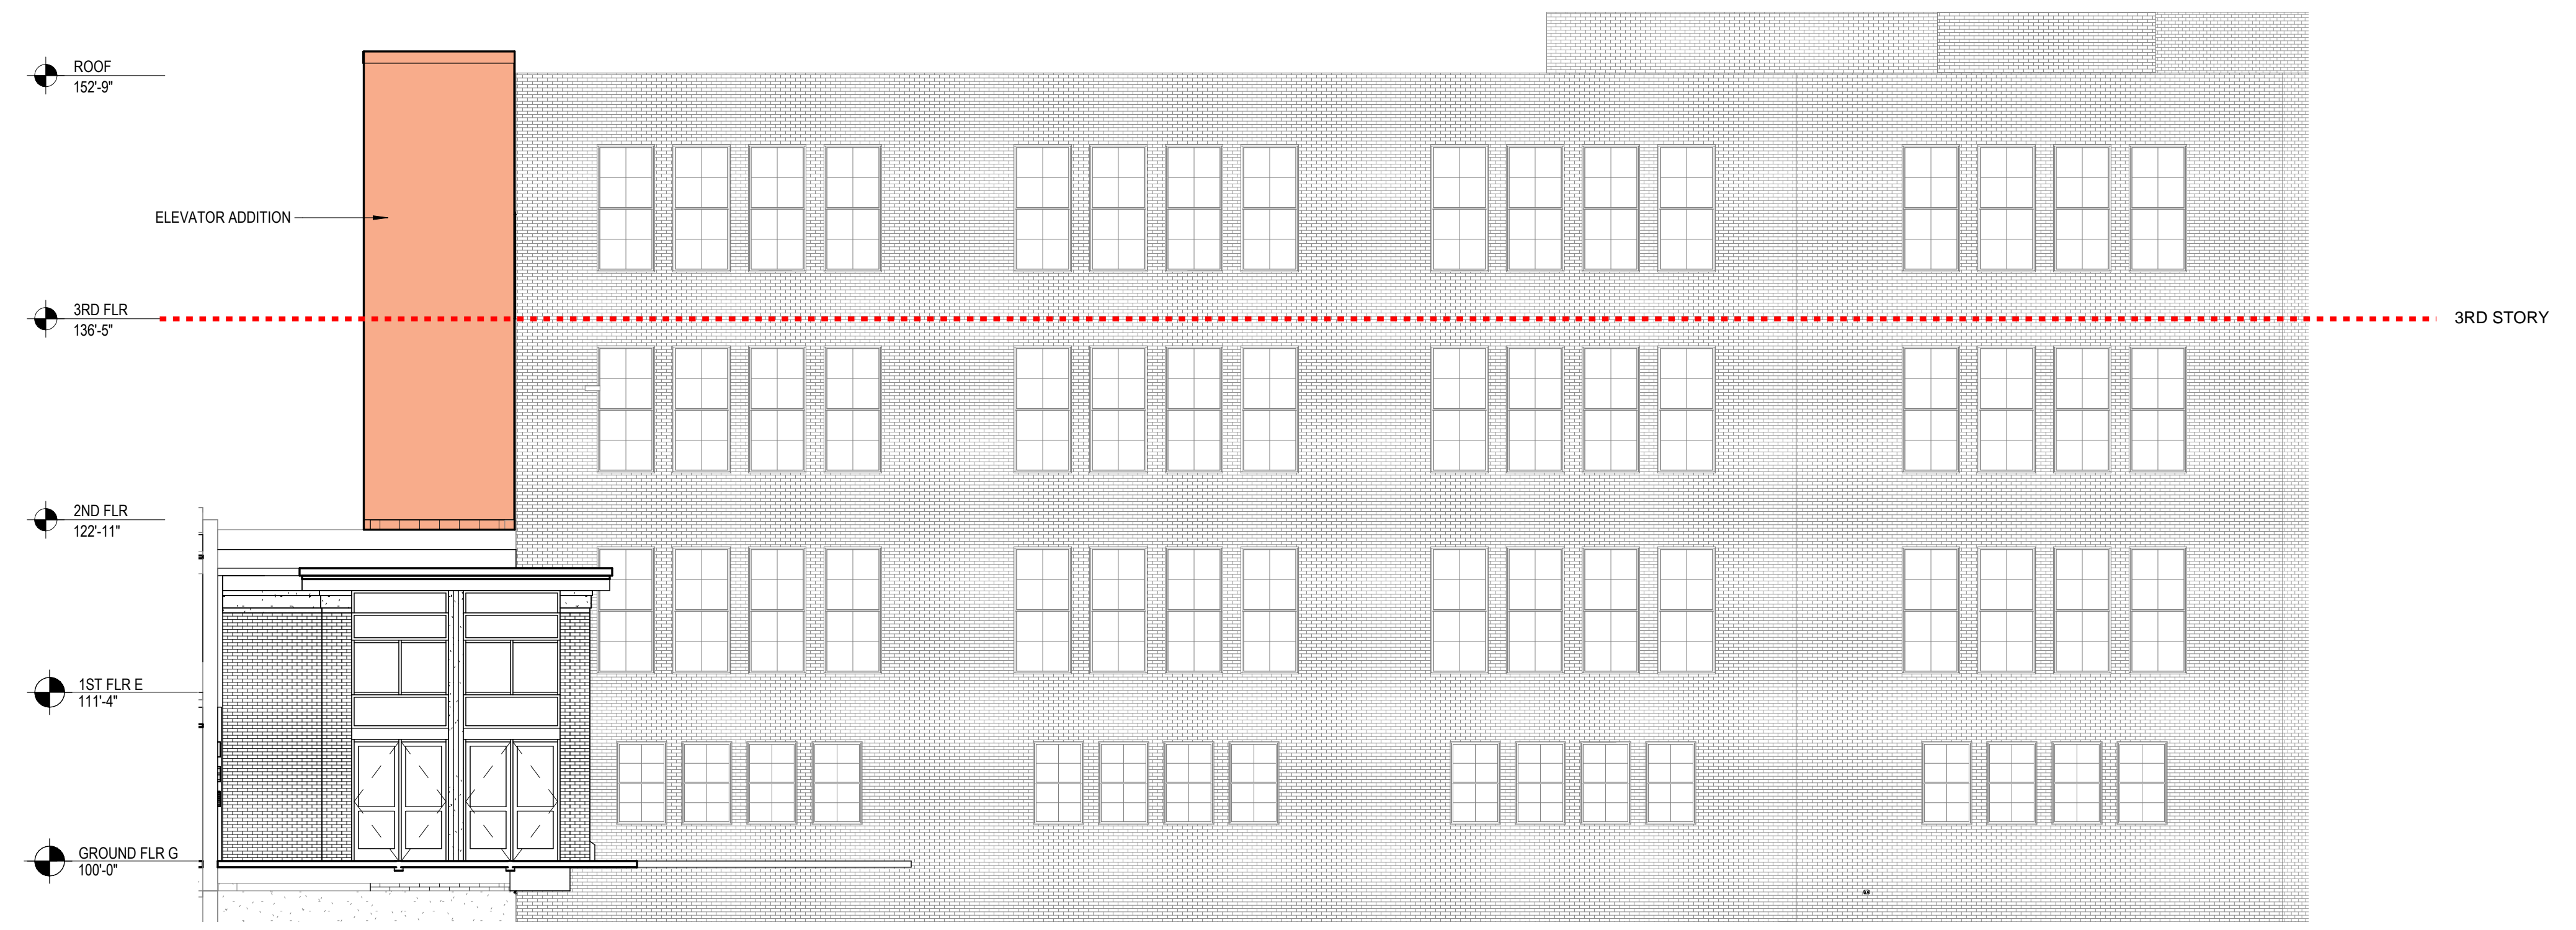 ROOF
152'-9"
ELEVATOR ADDITION
3RD FLR
136'-5"
3RD STORY
2ND FLR
122'-11"
1ST FLR E
111'-4"
GROUND FLR G
100'-0"